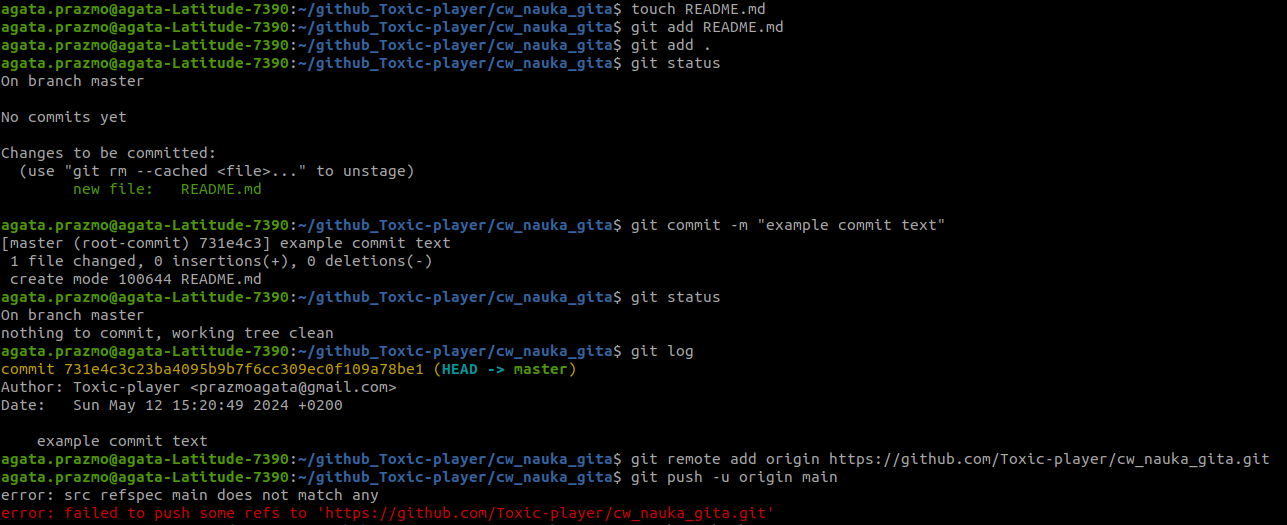 agata.prazmo@agata-Latitude-7390:~/github_Toxic-player/cw_nauka_gita$ touch README.md
agata.prazmo@agata-Latitude-7390:~/github_Toxic-player/cw_nauka_gita$ git add README.md
agata.prazmo@agata-Latitude-7390:~/github_Toxic-player/cw_nauka_gita$ git add .
agata.prazmo@agata-Latitude-7390:~/github_Toxic-player/cw_nauka_gita$ git status
On branch master

No commits yet

Changes to be committed:
  (use "git rm --cached <file>..." to unstage)
        new file:   README.md

agata.prazmo@agata-Latitude-7390:~/github_Toxic-player/cw_nauka_gita$ git commit -m "example commit text"
[master (root-commit) 731e4c3] example commit text
 1 file changed, 0 insertions(+), 0 deletions(-)
 create mode 100644 README.md
agata.prazmo@agata-Latitude-7390:~/github_Toxic-player/cw_nauka_gita$ git status
On branch master
nothing to commit, working tree clean
agata.prazmo@agata-Latitude-7390:~/github_Toxic-player/cw_nauka_gita$ git log
commit 731e4c3c23ba4095b9b7f6cc309ec0f109a78be1 (HEAD -> master)
Author: Toxic-player <prazmoagata@gmail.com>
Date:   Sun May 12 15:20:49 2024 +0200

    example commit text
agata.prazmo@agata-Latitude-7390:~/github_Toxic-player/cw_nauka_gita$ git remote add origin https://github.com/Toxic-player/cw_nauka_gita.git
agata.prazmo@agata-Latitude-7390:~/github_Toxic-player/cw_nauka_gita$ git push -u origin main
error: src refspec main does not match any
error: failed to push some refs to 'https://github.com/Toxic-player/cw_nauka_gita.git'